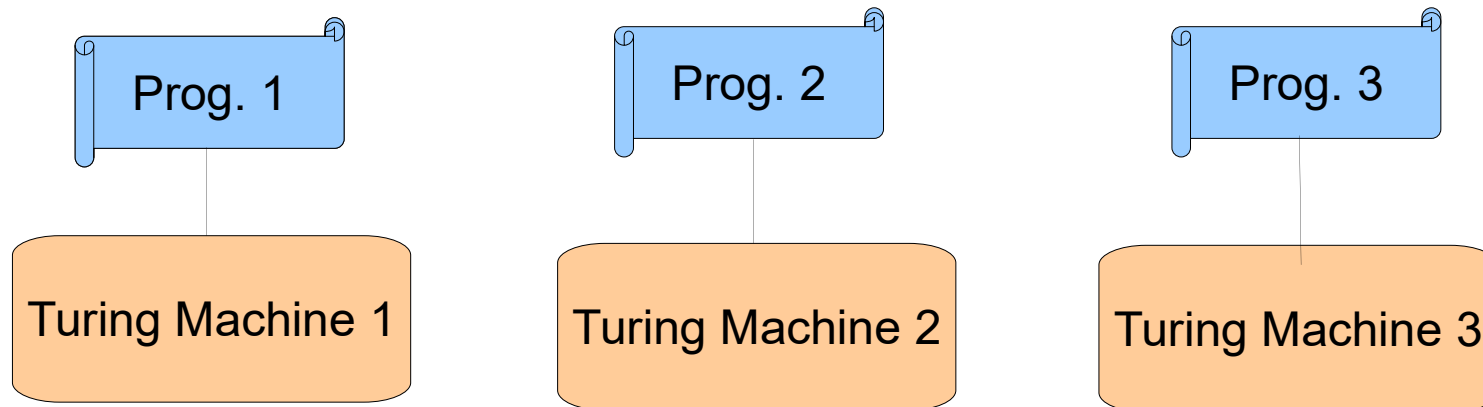 Prog. 1
Prog. 2
Prog. 3
Turing Machine 1
Turing Machine 2
Turing Machine 3